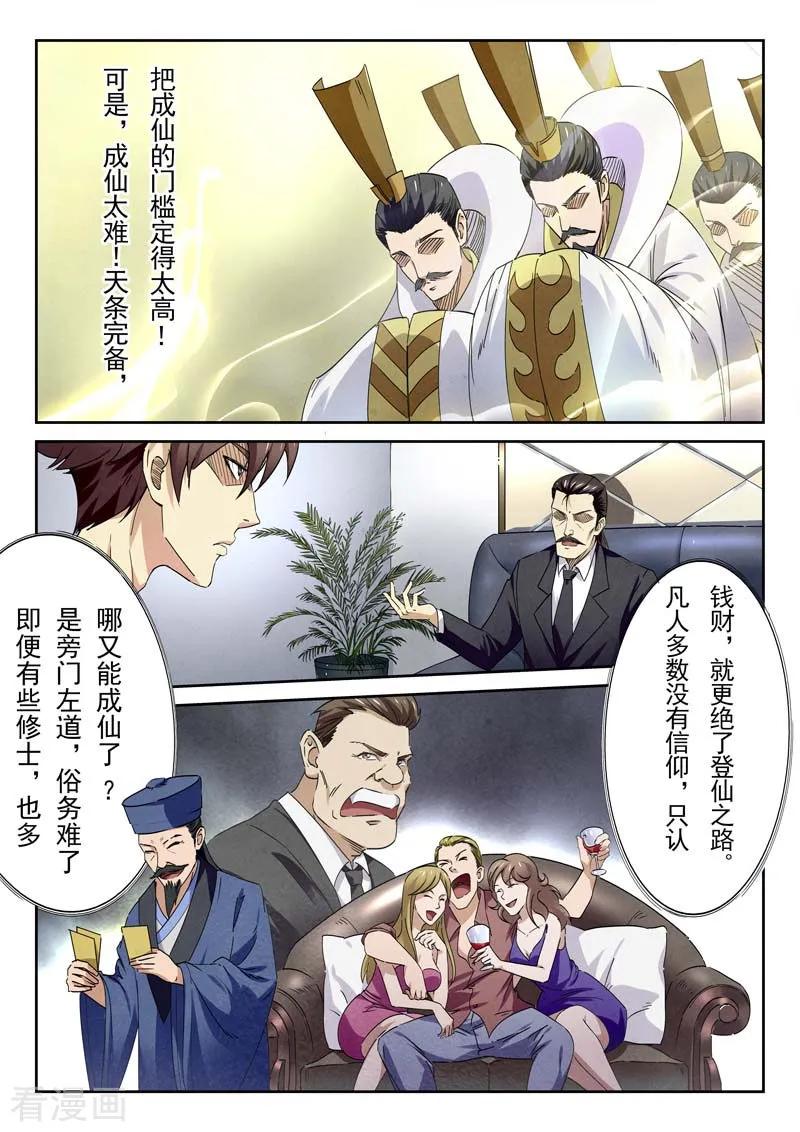 可是，成仙太难！天条完备，
把成仙的门槛定得太高！
凡人多数没有信仰，只认
钱财，就更绝了登仙之路。
即便有些修士，也多
是旁门左道，俗务难了
哪又能成仙了？
看漫画